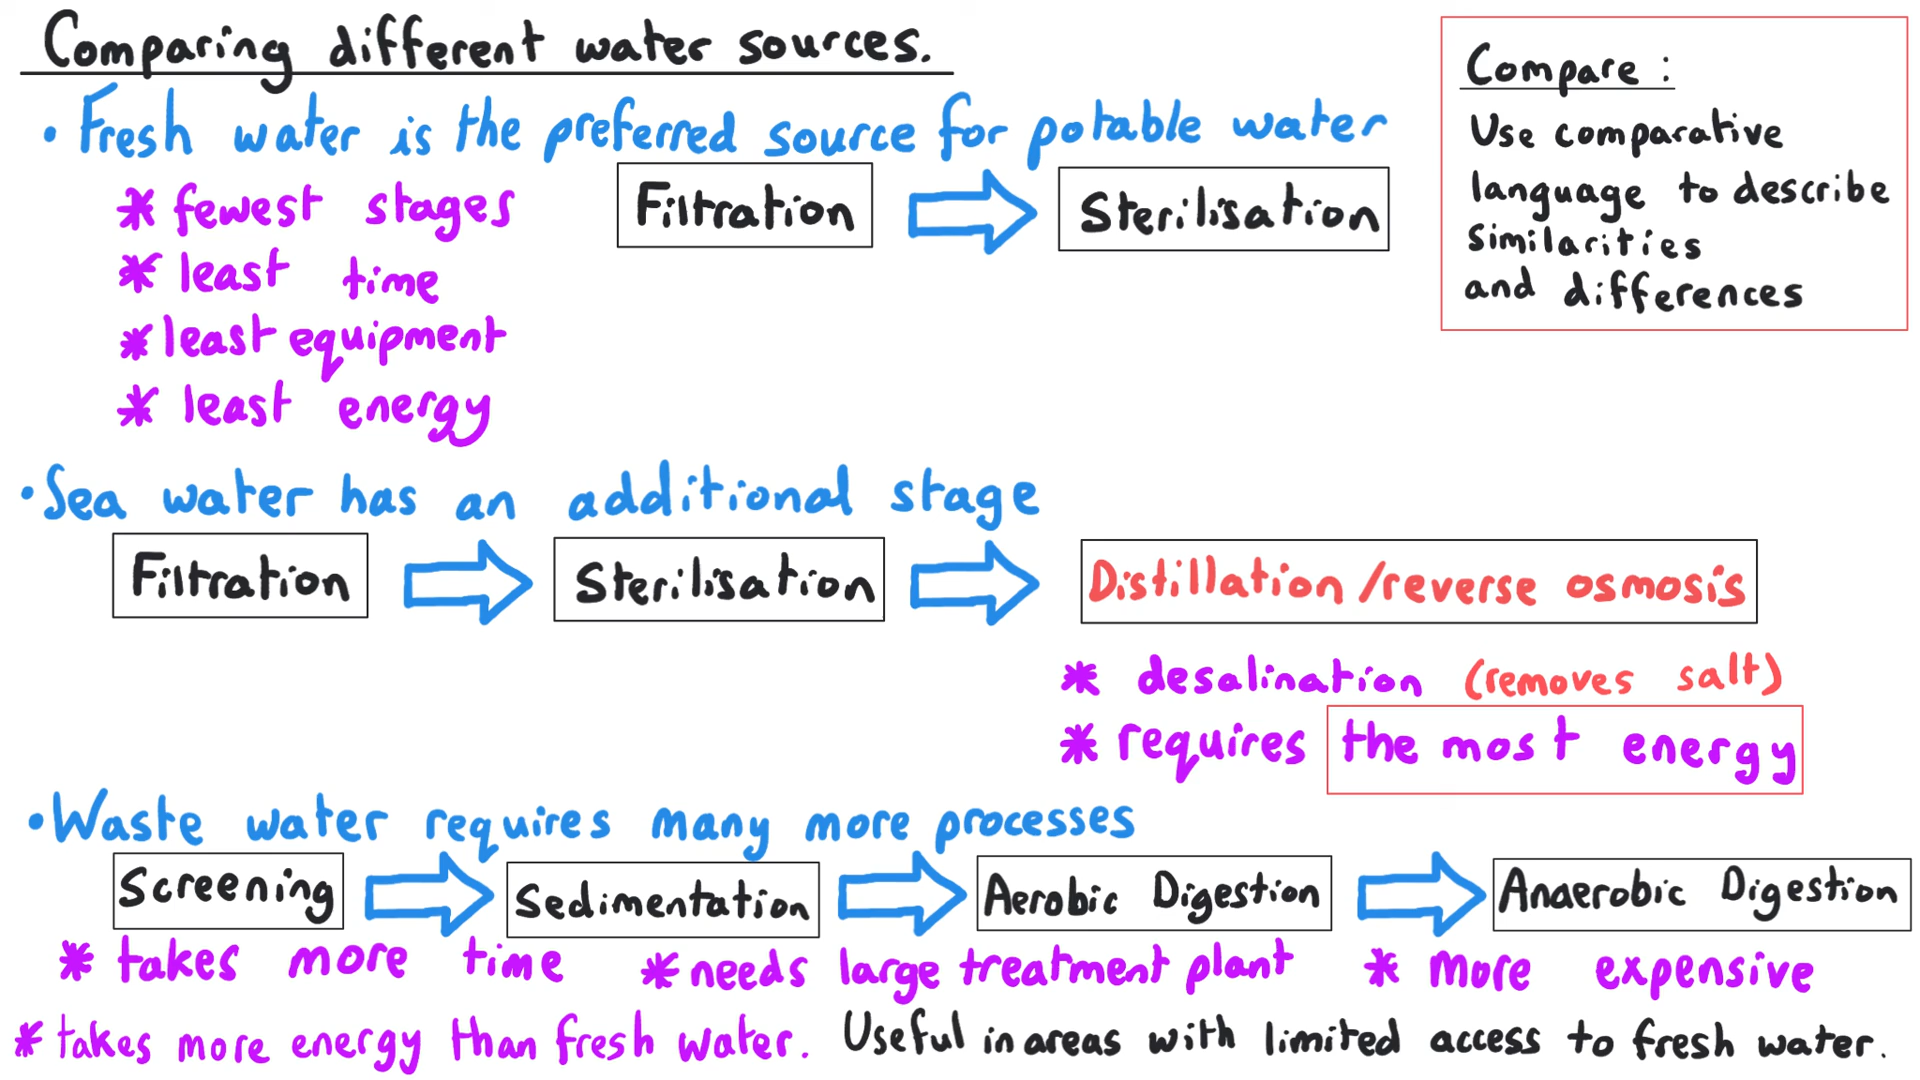 Comparing different water sources.
• Fresh water is the preferred source for potable water
* fewest stages
* least time
* least equipment
* least energy
Filtration
Sterilisation
Compare :
Use comparative
language to describe
similarities
and differences
• Sea water has an additional stage
Filtration
Sterilisation
Distillation/reverse osmosis
* desalination (removes salt)
* requires the most energy
• Waste water requires many more processes
Screening
Sedimentation
Aerobic Digestion
Anaerobic Digestion
* takes more time
* needs large treatment plant
* more expensive
* takes more energy than fresh water. Useful in areas with limited access to fresh water.